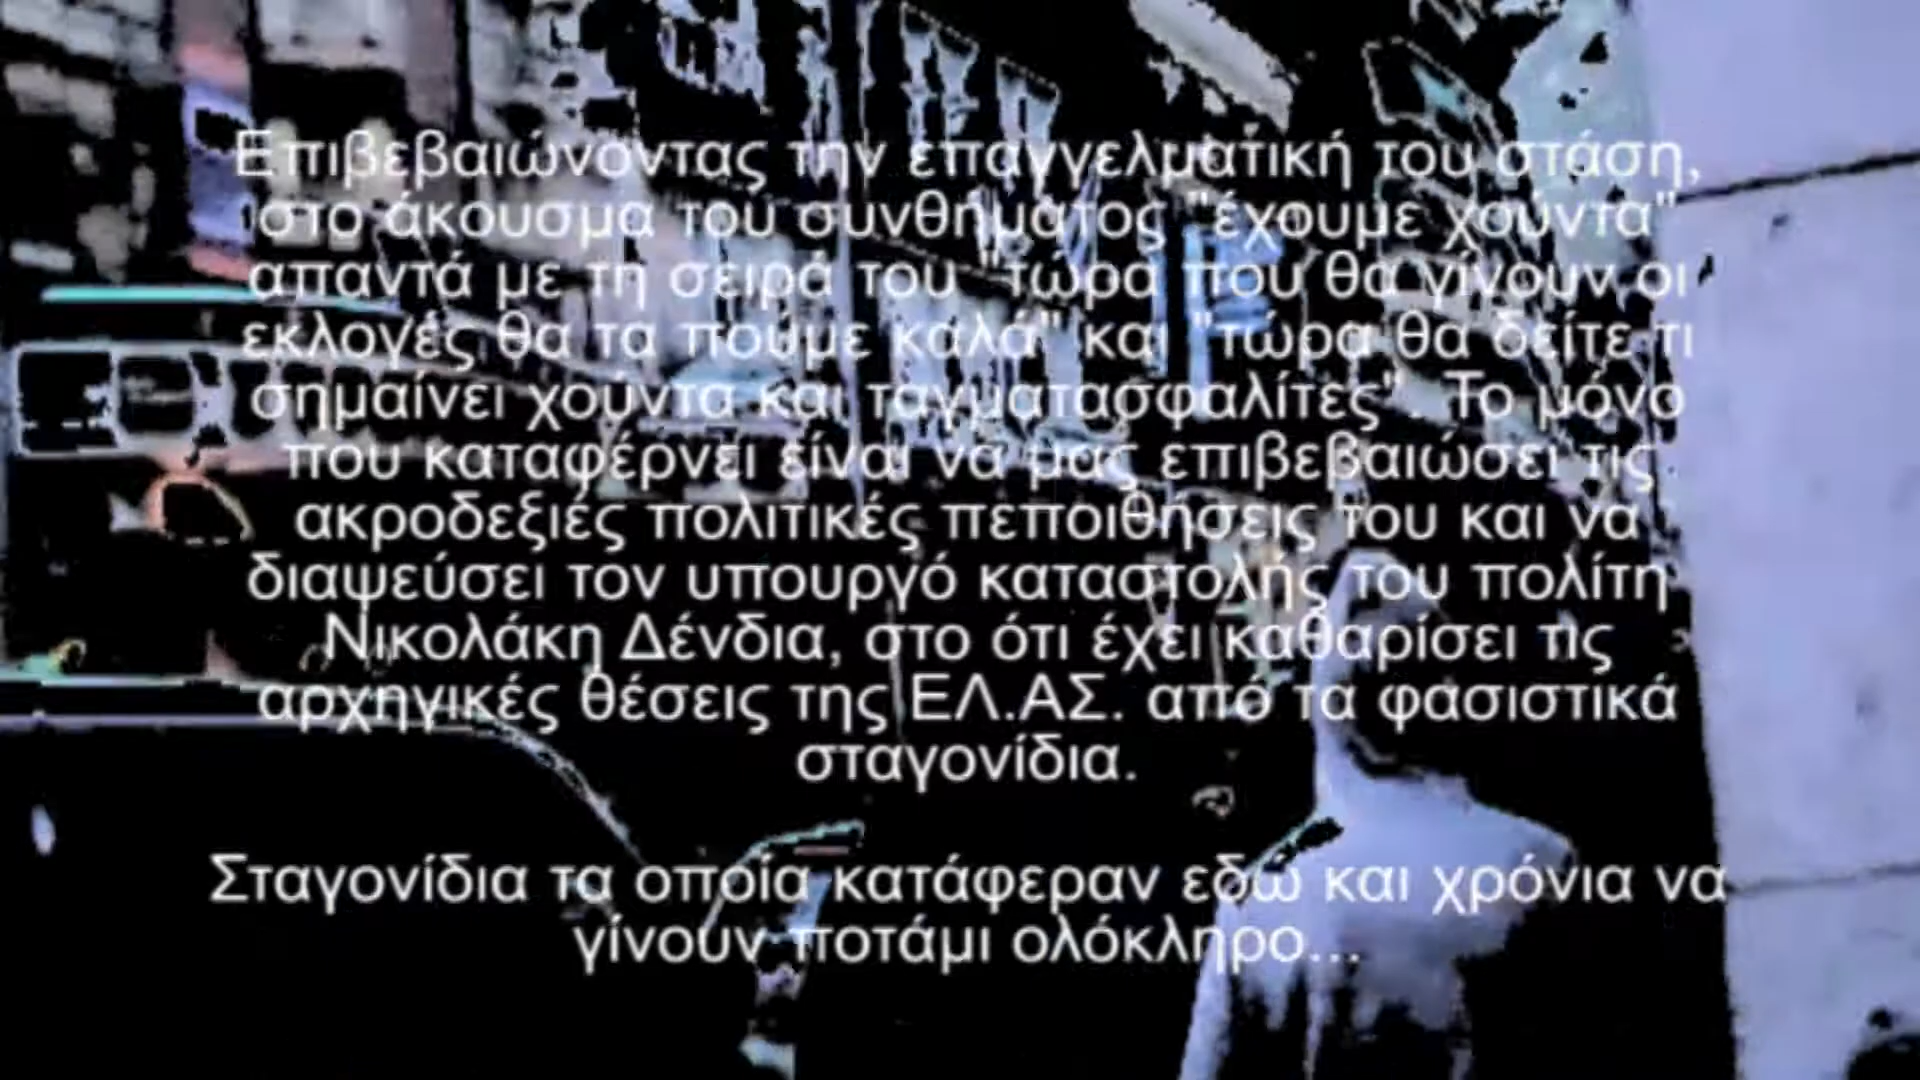 Επιβεβαιώνοντας την επαγγελματική του στάση,
στο άκουσμα του συνθήματος "έχουμε χούντα"
απαντά με τη σειρά του "τώρα που θα γίνουν οι
εκλογές θα τα πούμε καλά" και "τώρα θα δείτε τι
σημαίνει χούντα και ταγματασφαλίτες" . Το μόνο
που καταφέρνει είναι να μας επιβεβαιώσει τις
ακροδεξιές πολιτικές πεποιθήσεις του και να
διαψεύσει τον υπουργό καταστολής του πολίτη
Νικολάκη Δένδια, στο ότι έχει καθαρίσει τις
αρχηγικές θέσεις της ΕΛ.ΑΣ. από τα φασιστικά
σταγονίδια.
Σταγονίδια τα οποία κατάφεραν εδώ και χρόνια να
γίνουν ποτάμι ολόκληρο...